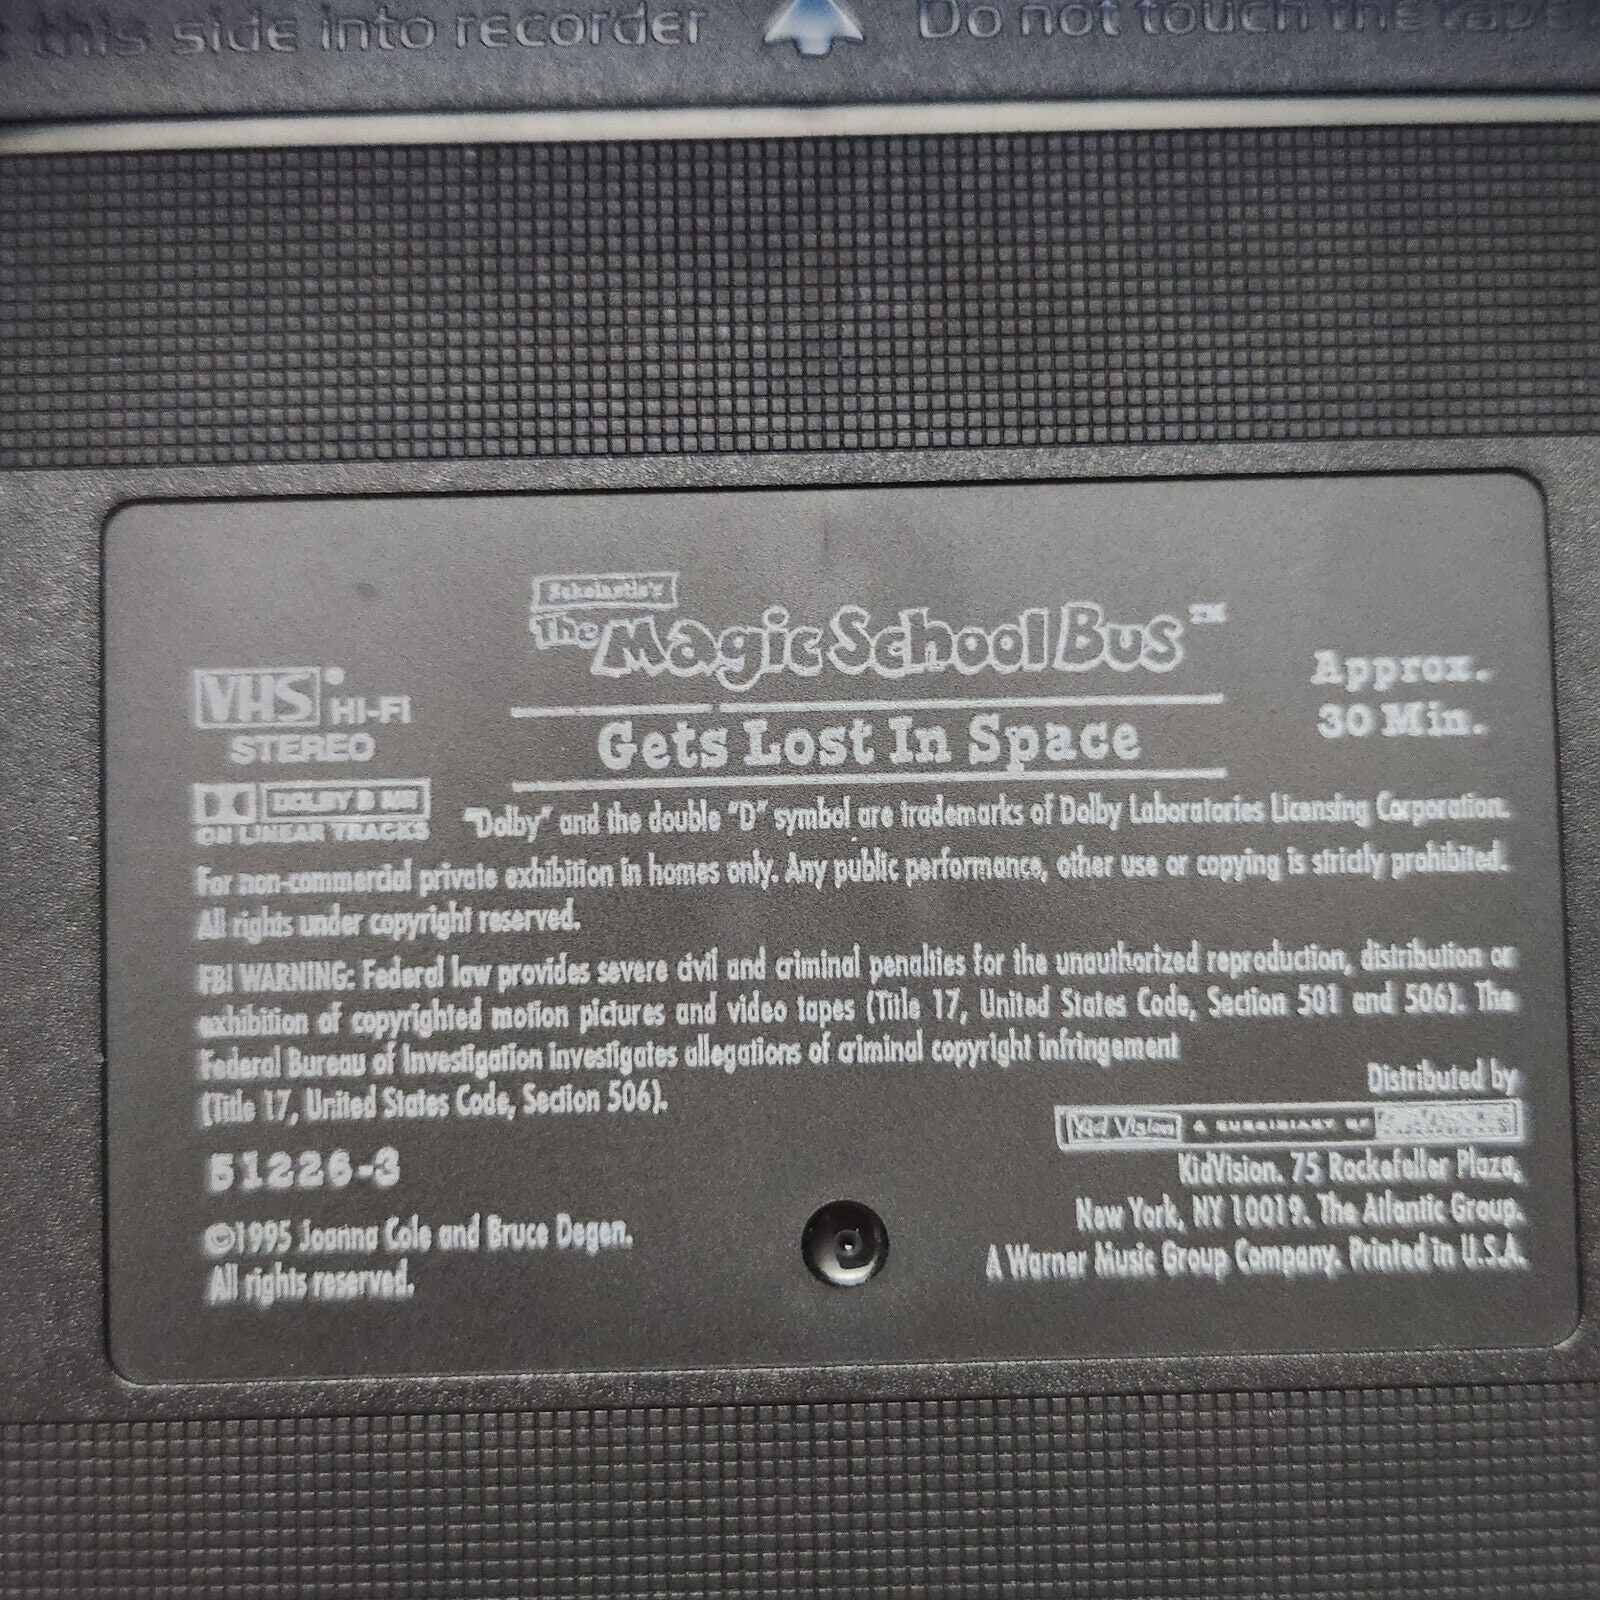 this side into recorder Do not touch the tape
Scholastic's
The Magic School Bus™
Gets Lost In Space
VHS® HI-FI
STEREO
Approx.
30 Min.
DOLBY B NR
ON LINEAR TRACKS
"Dolby" and the double "D" symbol are trademarks of Dolby Laboratories Licensing Corporation.
For non-commercial private exhibition in homes only. Any public performance, other use or copying is strictly prohibited.
All rights under copyright reserved.
FBI WARNING: Federal law provides severe civil and criminal penalties for the unauthorized reproduction, distribution or
exhibition of copyrighted motion pictures and video tapes (Title 17, United States Code, Section 501 and 506). The
Federal Bureau of Investigation investigates allegations of criminal copyright infringement
(Title 17, United States Code, Section 506).
51226-3
©1995 Joanna Cole and Bruce Degen.
All rights reserved.
Distributed by
Kid Vision A SUBSIDIARY OF
KidVision. 75 Rockefeller Plaza,
New York, NY 10019. The Atlantic Group.
A Warner Music Group Company. Printed in U.S.A.